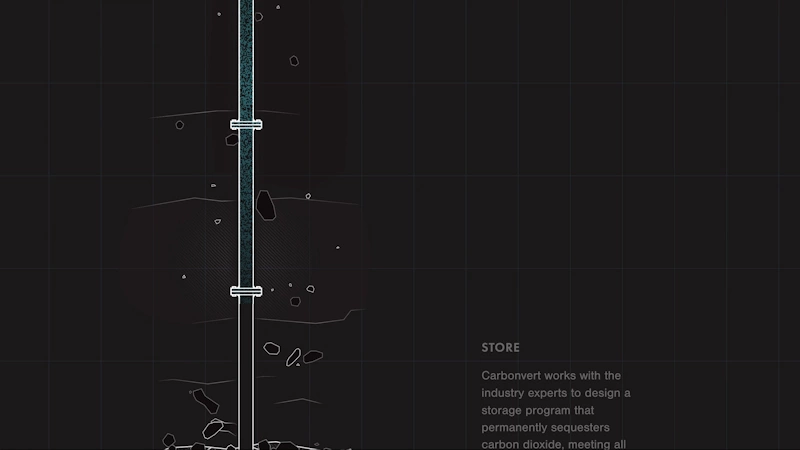 STORE
Carbonvert works with the
industry experts to design a
storage program that
permanently sequesters
carbon dioxide, meeting all